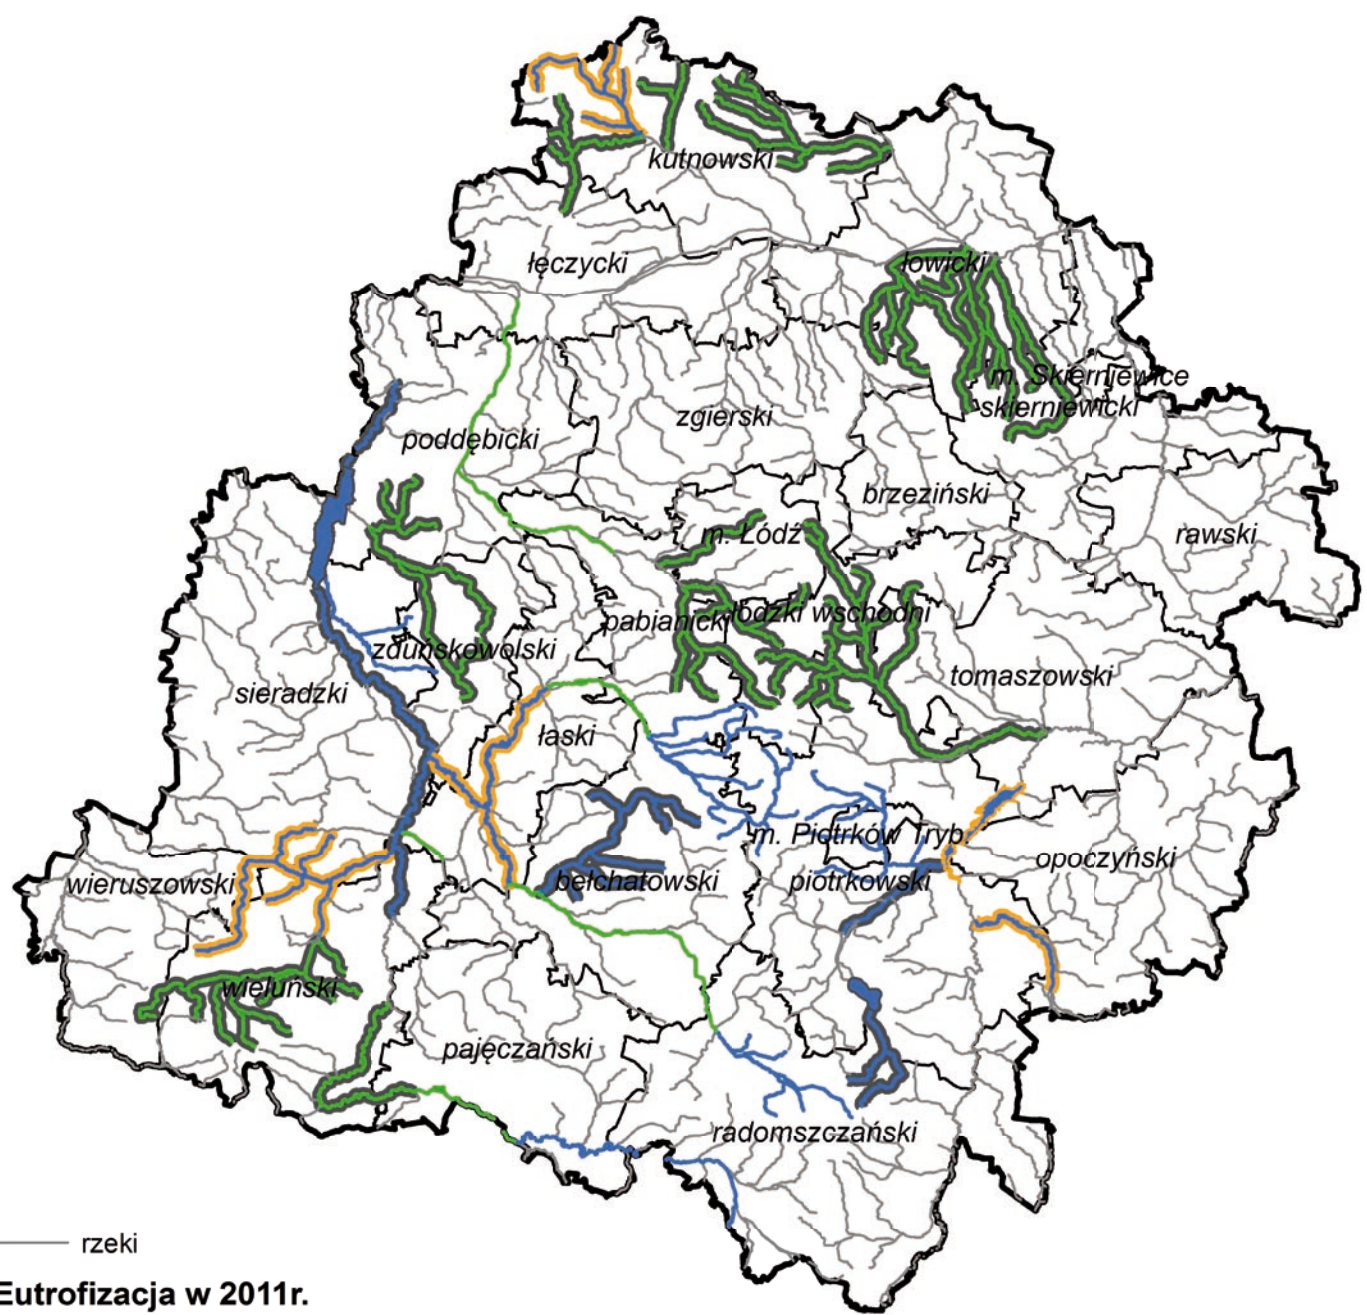 kutnowski
łęczycki
łowicki
m. Skierniewice
skierniewicki
zgierski
poddębicki
brzeziński
rawski
m. Łódź
pabianicki
łódzki wschodni
zduńskowolski
tomaszowski
sieradzki
łaski
m. Piotrków Tryb.
opoczyński
wieruszowski
bełchatowski
piotrkowski
wieluński
pajęczański
radomszczański
rzeki
Eutrofizacja w 2011r.